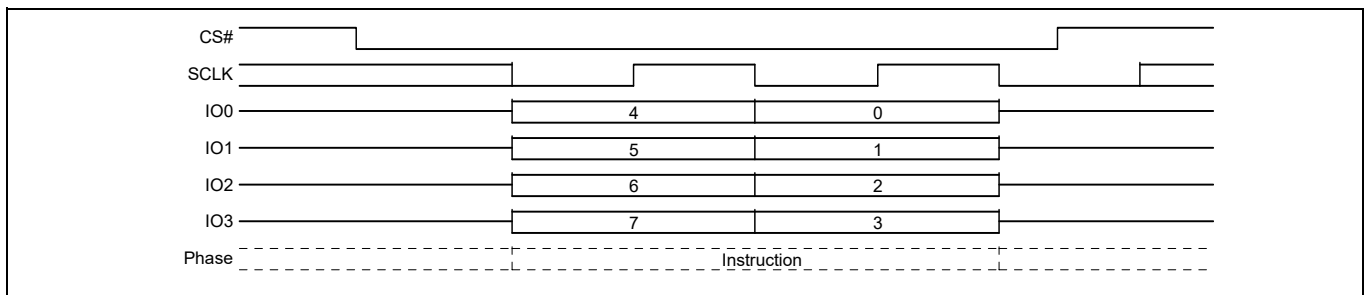 CS#
SCLK
IO0 4 0
IO1 5 1
IO2 6 2
IO3 7 3
Phase Instruction